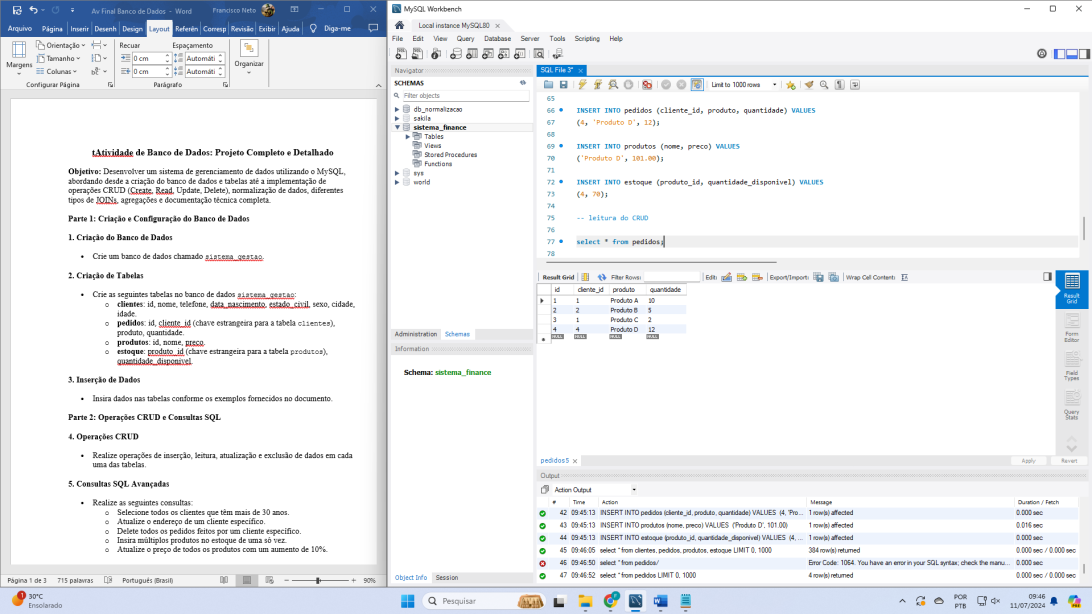 Av Final Banco de Dados - Word
Francisco Neto
Arquivo Página Inserir Desenh Design Layout Referên Corresp Revisão Exibir Ajuda Diga-me
Margens
Orientação
Tamanho
Colunas
Recuar
0 cm
0 cm
Espaçamento
Automáti
Automáti
Organizar
Configurar Página
Parágrafo
tAtividade de Banco de Dados: Projeto Completo e Detalhado
Objetivo: Desenvolver um sistema de gerenciamento de dados utilizando o MySQL,
abordando desde a criação do banco de dados e tabelas até a implementação de
operações CRUD (Create, Read, Update, Delete), normalização de dados, diferentes
tipos de JOINs, agregações e documentação técnica completa.
Parte 1: Criação e Configuração do Banco de Dados
1. Criação do Banco de Dados
• Crie um banco de dados chamado sistema_gestao.
2. Criação de Tabelas
• Crie as seguintes tabelas no banco de dados sistema_gestao:
o clientes: id, nome, telefone, data_nascimento, estado_civil, sexo, cidade,
idade.
o pedidos: id, cliente_id (chave estrangeira para a tabela clientes),
produto, quantidade.
o produtos: id, nome, preco.
o estoque: produto_id (chave estrangeira para a tabela produtos),
quantidade_disponivel.
3. Inserção de Dados
• Insira dados nas tabelas conforme os exemplos fornecidos no documento.
Parte 2: Operações CRUD e Consultas SQL
4. Operações CRUD
• Realize operações de inserção, leitura, atualização e exclusão de dados em cada
uma das tabelas.
5. Consultas SQL Avançadas
• Realize as seguintes consultas:
o Selecione todos os clientes que têm mais de 30 anos.
o Atualize o endereço de um cliente específico.
o Delete todos os pedidos feitos por um cliente específico.
o Insira múltiplos produtos no estoque de uma só vez.
o Atualize o preço de todos os produtos com um aumento de 10%.
Página 1 de 3 715 palavras Português (Brasil) 90%
MySQL Workbench
Local instance MySQL80
File Edit View Query Database Server Tools Scripting Help
Navigator
SCHEMAS
Filter objects
db_normalizacao
sakila
sistema_finance
Tables
Views
Stored Procedures
Functions
sys
world
Administration Schemas
Information
Schema: sistema_finance
Object Info Session
SQL File 3*
Limit to 1000 rows
65
66 INSERT INTO pedidos (cliente_id, produto, quantidade) VALUES
67 (4, 'Produto D', 12);
68
69 INSERT INTO produtos (nome, preco) VALUES
70 ('Produto D', 101.00);
71
72 INSERT INTO estoque (produto_id, quantidade_disponivel) VALUES
73 (4, 70);
74
75 -- leitura do CRUD
76
77 select * from pedidos;
78
Result Grid Filter Rows: Edit: Export/Import: Wrap Cell Content:
id cliente_id produto quantidade
1 1 Produto A 10
2 2 Produto B 5
3 1 Produto C 2
4 4 Produto D 12
NULL NULL NULL NULL
Result Grid
Form Editor
Field Types
Query Stats
pedidos 5 Apply Revert
Output
Action Output
# Time Action Message Duration / Fetch
42 09:45:13 INSERT INTO pedidos (cliente_id, produto, quantidade) VALUES (4, 'Pro... 1 row(s) affected 0.000 sec
43 09:45:13 INSERT INTO produtos (nome, preco) VALUES ('Produto D', 101.00) 1 row(s) affected 0.016 sec
44 09:45:13 INSERT INTO estoque (produto_id, quantidade_disponivel) VALUES (4, ... 1 row(s) affected 0.000 sec
45 09:46:05 select * from clientes, pedidos, produtos, estoque LIMIT 0, 1000 384 row(s) returned 0.000 sec / 0.000 sec
46 09:46:50 select * from pedidos/ Error Code: 1064. You have an error in your SQL syntax; check the manu... 0.000 sec
47 09:46:52 select * from pedidos LIMIT 0, 1000 4 row(s) returned 0.000 sec / 0.000 sec
30°C
Ensolarado
Pesquisar
POR
PTB
09:46
11/07/2024